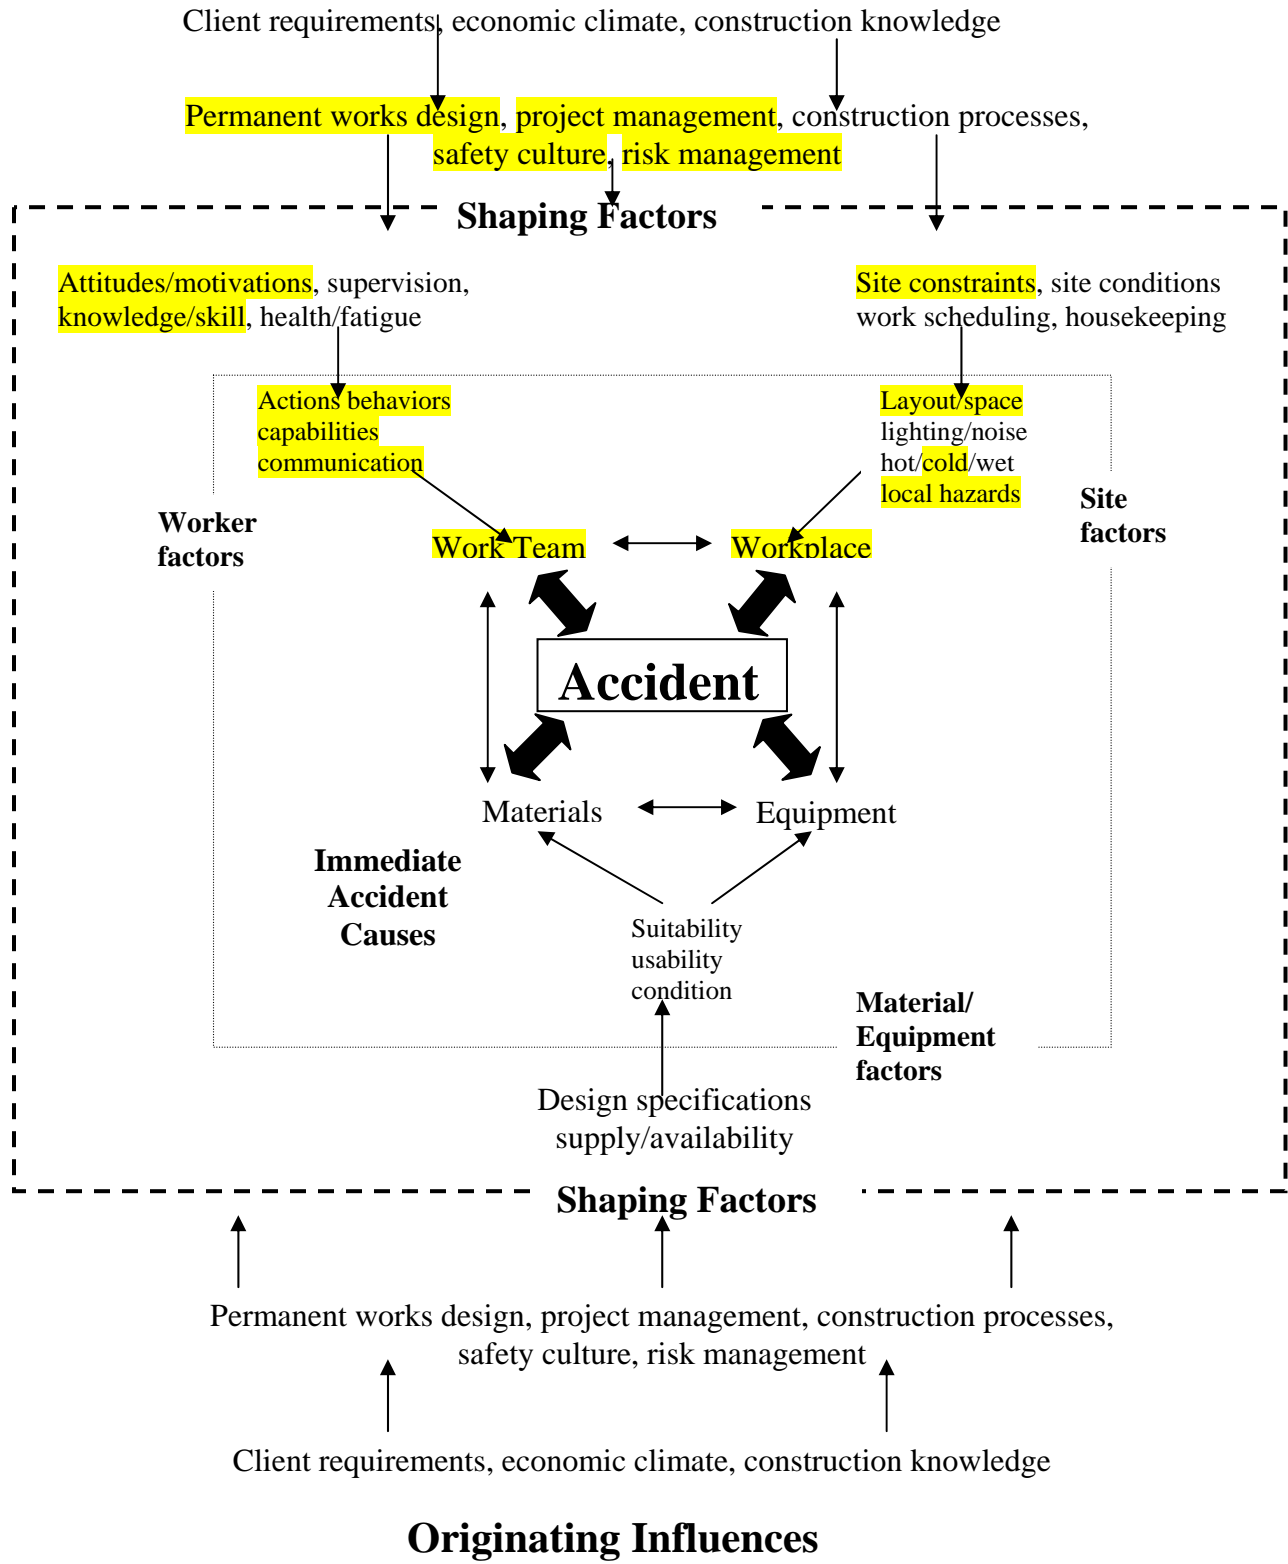 Client requirements, economic climate, construction knowledge
Permanent works design, project management, construction processes,
safety culture, risk management
Shaping Factors
Attitudes/motivations, supervision,
knowledge/skill, health/fatigue
Site constraints, site conditions
work scheduling, housekeeping
Actions behaviors
capabilities
communication
Layout/space
lighting/noise
hot/cold/wet
local hazards
Worker
factors
Site
factors
Work Team
Workplace
Accident
Materials
Equipment
Immediate
Accident
Causes
Suitability
usability
condition
Material/
Equipment
factors
Design specifications
supply/availability
Shaping Factors
Permanent works design, project management, construction processes,
safety culture, risk management
Client requirements, economic climate, construction knowledge
Originating Influences